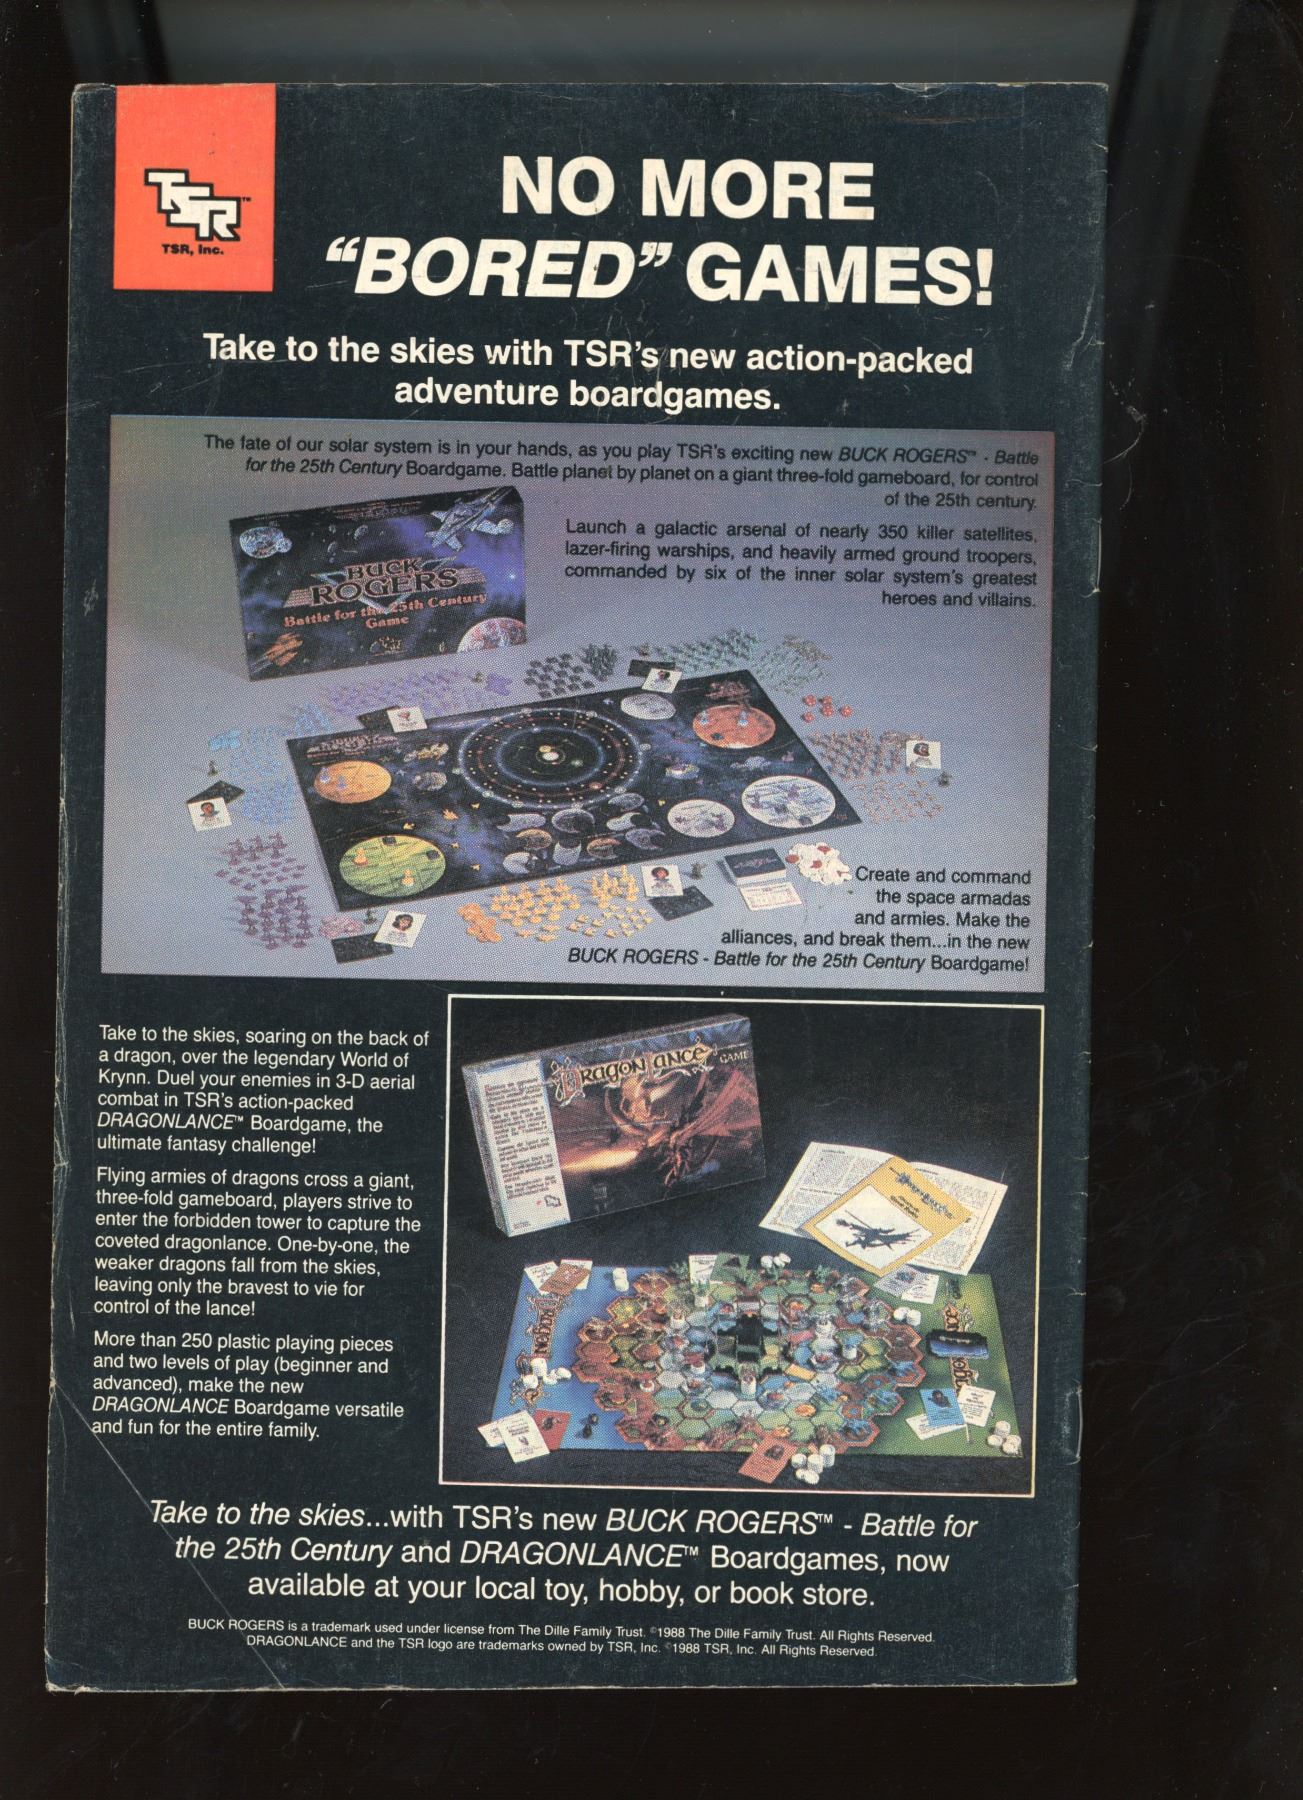 TSR™
TSR, Inc.
NO MORE
“BORED” GAMES!
Take to the skies with TSR’s new action-packed
adventure boardgames.
The fate of our solar system is in your hands, as you play TSR’s exciting new BUCK ROGERS™ - Battle
for the 25th Century Boardgame. Battle planet by planet on a giant three-fold gameboard, for control
of the 25th century.
Launch a galactic arsenal of nearly 350 killer satellites,
lazer-firing warships, and heavily armed ground troopers,
commanded by six of the inner solar system’s greatest
heroes and villains.
BUCK
ROGERS
Battle for the 25th Century
Game
Create and command
the space armadas
and armies. Make the
alliances, and break them...in the new
BUCK ROGERS - Battle for the 25th Century Boardgame!
Take to the skies, soaring on the back of
a dragon, over the legendary World of
Krynn. Duel your enemies in 3-D aerial
combat in TSR’s action-packed
DRAGONLANCE™ Boardgame, the
ultimate fantasy challenge!
Flying armies of dragons cross a giant,
three-fold gameboard, players strive to
enter the forbidden tower to capture the
coveted dragonlance. One-by-one, the
weaker dragons fall from the skies,
leaving only the bravest to vie for
control of the lance!
More than 250 plastic playing pieces
and two levels of play (beginner and
advanced), make the new
DRAGONLANCE Boardgame versatile
and fun for the entire family.
DRAGONLANCE GAME
Take to the skies...with TSR’s new BUCK ROGERS™ - Battle for
the 25th Century and DRAGONLANCE™ Boardgames, now
available at your local toy, hobby, or book store.
BUCK ROGERS is a trademark used under license from The Dille Family Trust. ©1988 The Dille Family Trust. All Rights Reserved.
DRAGONLANCE and the TSR logo are trademarks owned by TSR, Inc. ©1988 TSR, Inc. All Rights Reserved.